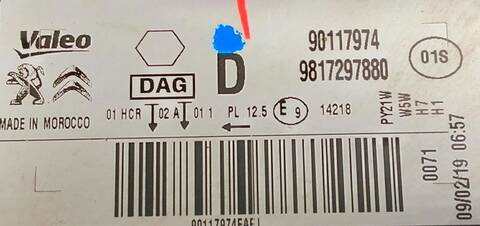 Valeo
90117974
01S
DAG
D
9817297880
01 HCR 02 A 01 1 PL 12.5 E 9 14218
PY21W
W5W
H7
H1
MADE IN MOROCCO
0071
09/02/19 06:57